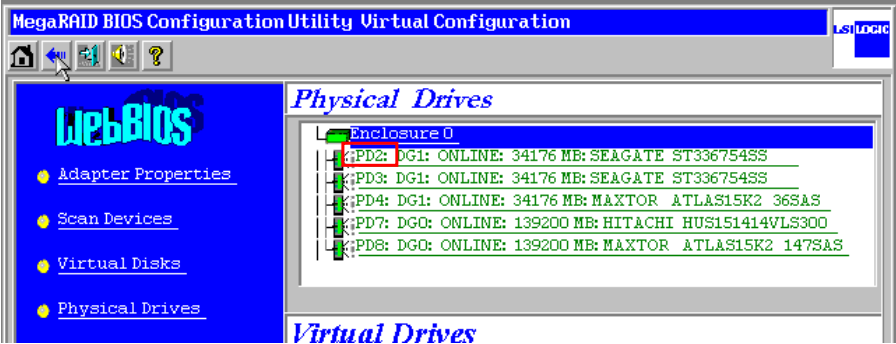 MegaRAID BIOS Configuration Utility Virtual Configuration
LSI LOGIC
WebBIOS
Adapter Properties
Scan Devices
Virtual Disks
Physical Drives
Physical Drives
Enclosure 0
PD2: DG1: ONLINE: 34176 MB: SEAGATE ST336754SS
PD3: DG1: ONLINE: 34176 MB: SEAGATE ST336754SS
PD4: DG1: ONLINE: 34176 MB: MAXTOR ATLAS15K2 36SAS
PD7: DG0: ONLINE: 139200 MB: HITACHI HUS151414VLS300
PD8: DG0: ONLINE: 139200 MB: MAXTOR ATLAS15K2 147SAS
Virtual Drives